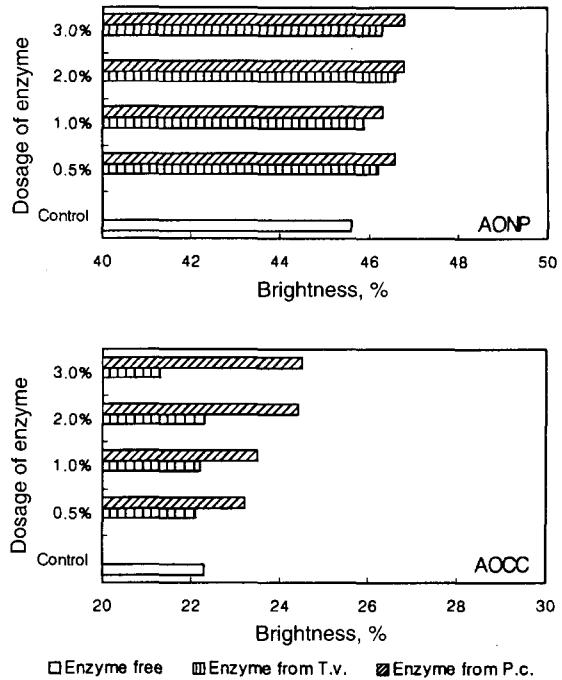 Dosage of enzyme
3.0%
2.0%
1.0%
0.5%
Control
AONP
40 42 44 46 48 50
Brightness, %
Dosage of enzyme
3.0%
2.0%
1.0%
0.5%
Control
AOCC
20 22 24 26 28 30
Brightness, %
Enzyme free Enzyme from T.v. Enzyme from P.c.